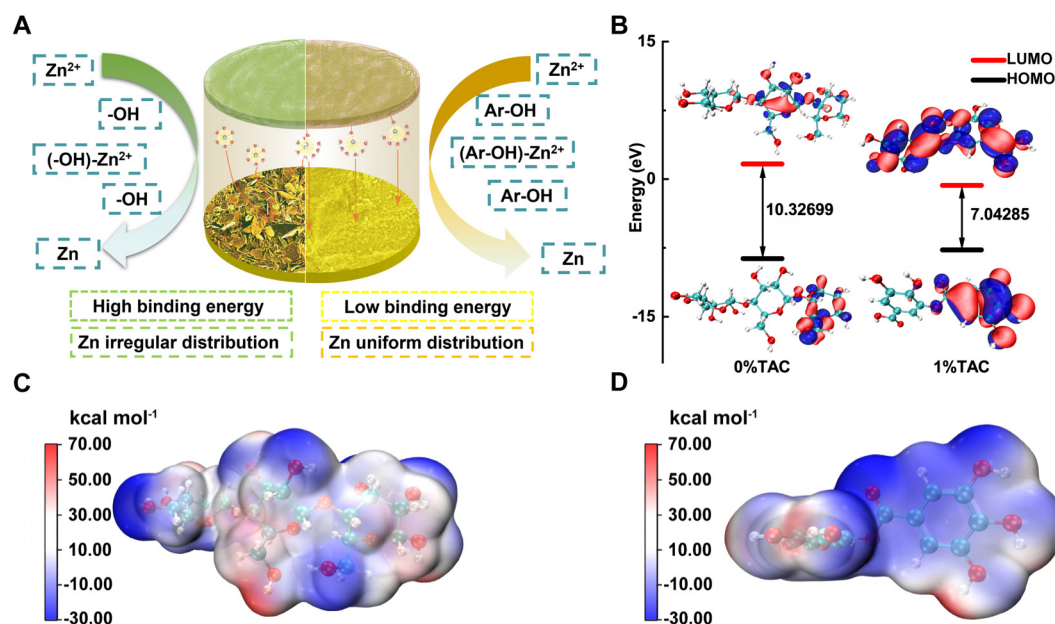 A
Zn²⁺
-OH
(-OH)-Zn²⁺
-OH
Zn
Zn²⁺
Ar-OH
(Ar-OH)-Zn²⁺
Ar-OH
Zn
High binding energy
Low binding energy
Zn irregular distribution
Zn uniform distribution
B
Energy (eV)
15
0
-15
LUMO
HOMO
10.32699
7.04285
0%TAC
1%TAC
C
kcal mol⁻¹
70.00
50.00
30.00
10.00
-10.00
-30.00
D
kcal mol⁻¹
70.00
50.00
30.00
10.00
-10.00
-30.00